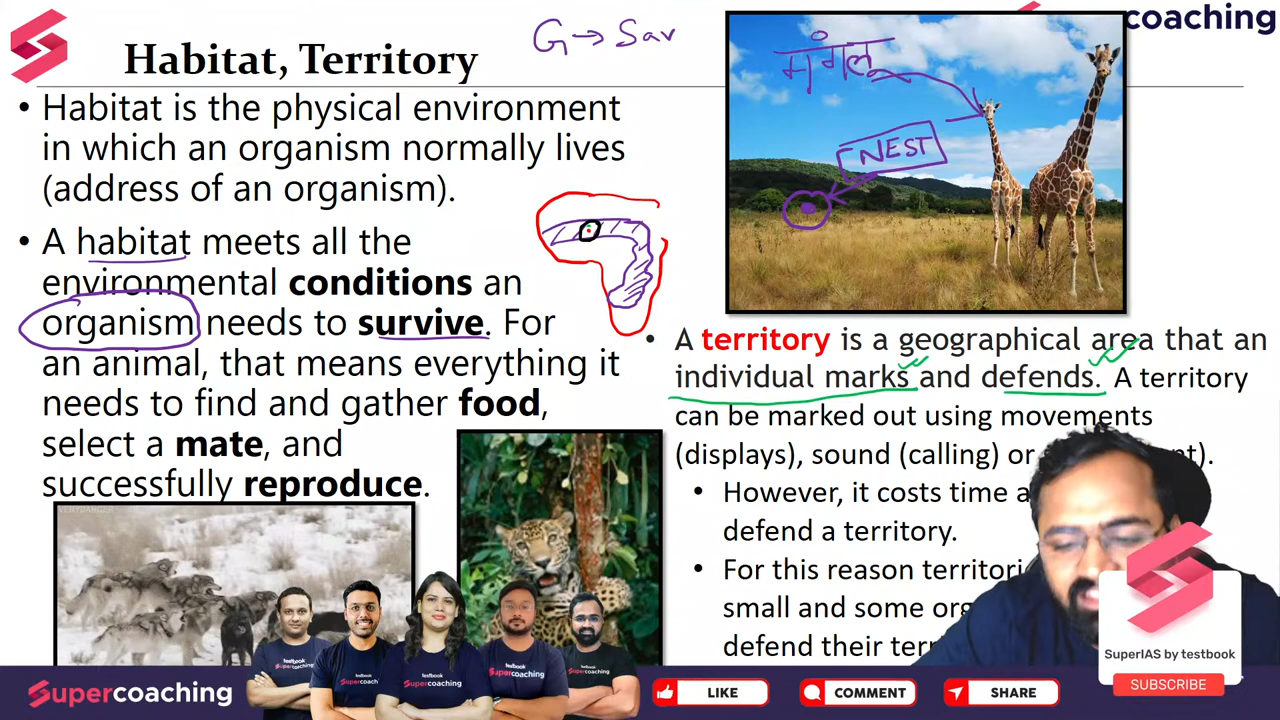 coaching
G → Sav
Habitat, Territory
• Habitat is the physical environment
in which an organism normally lives
(address of an organism).
• A habitat meets all the
environmental conditions an
organism needs to survive. For
an animal, that means everything it
needs to find and gather food,
select a mate, and
successfully reproduce.
मंगल
NEST
• A territory is a geographical area that an
individual marks and defends. A territory
can be marked out using movements
(displays), sound (calling) or
• However, it costs time
defend a territory.
• For this reason
small and some
defend their
testbook
Supercoach
Supercoaching
LIKE
COMMENT
SHARE
SuperIAS by testbook
SUBSCRIBE